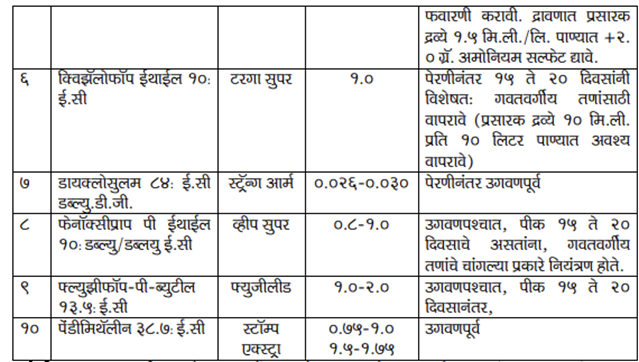 फवारणी करावी. द्रावणात प्रसारक
द्रव्ये १.५ मि.ली./लि. पाण्यात +२.
० ग्रॅ. अमोनियम सल्फेट द्यावे.
६ क्विझॅलोफॉप ईथाईल १०: टरगा सुपर १.० पेरणीनंतर १५ ते २० दिवसांनी
ई.सी विशेषत: गवतवर्गीय तणांसाठी
वापरावे (प्रसारक द्रव्ये १० मि.ली.
प्रति १० लिटर पाण्यात अवश्य
वापरावे)
७ डायक्लोसुलम ८४: ई.सी स्ट्रॅान्ग आर्म ०.०२६-०.०३० पेरणीनंतर उगवणपूर्व
डब्ल्यु.डी.जी.
८ फेनॉक्सीप्राप पी ईथाईल व्हीप सुपर ०.८-१.० उगवणपश्चात, पीक १५ ते २०
१०: डब्ल्यु/डब्लयु ई.सी दिवसाचे असतांना, गवतवर्गीय
तणांचे चांगल्या प्रकारे नियंत्रण होते.
९ फ्ल्युझीफॉप-पी-ब्युटील फ्युजीलीड १.०-२.० उगवणपश्चात, पीक १५ ते २०
१३.५: ई.सी दिवसानंतर,
१० पेंडीमिथॅलीन ३८.७: ई.सी स्टॉम्प ०.७५-१.० उगवणपूर्व
एक्स्ट्रा १.५-१.७५